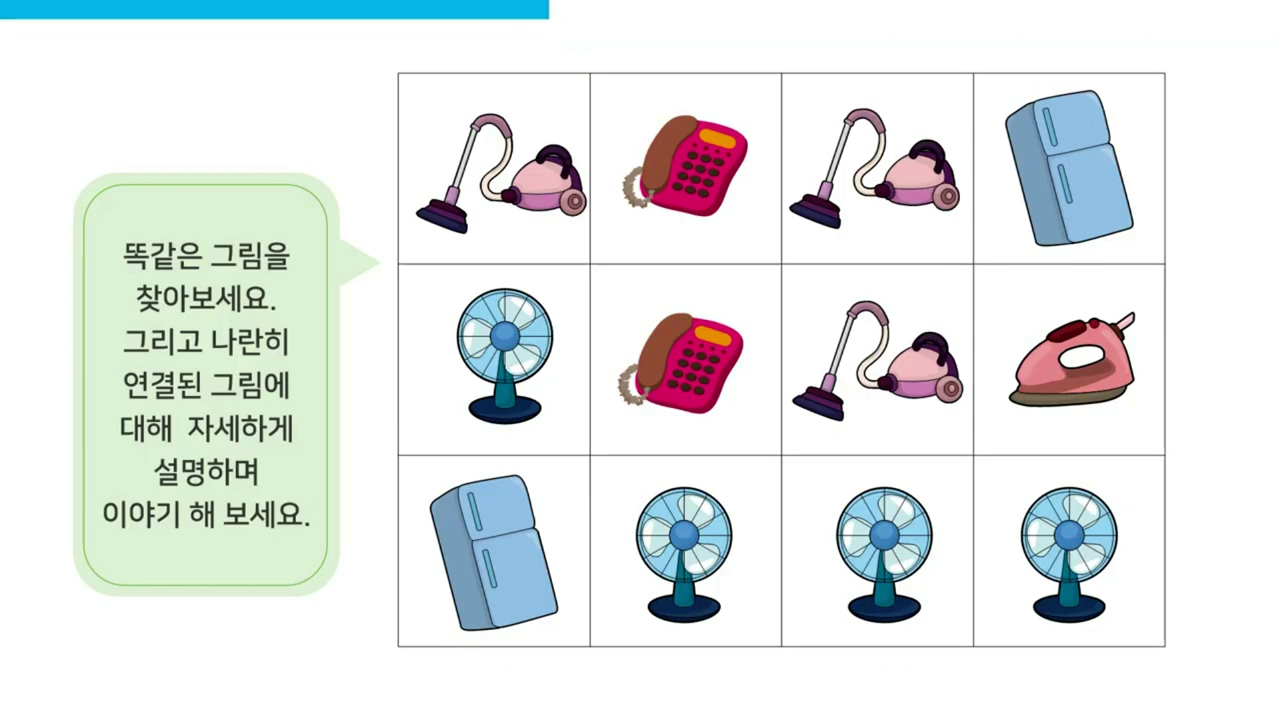 똑같은 그림을
찾아보세요.
그리고 나란히
연결된 그림에
대해 자세하게
설명하며
이야기 해 보세요.